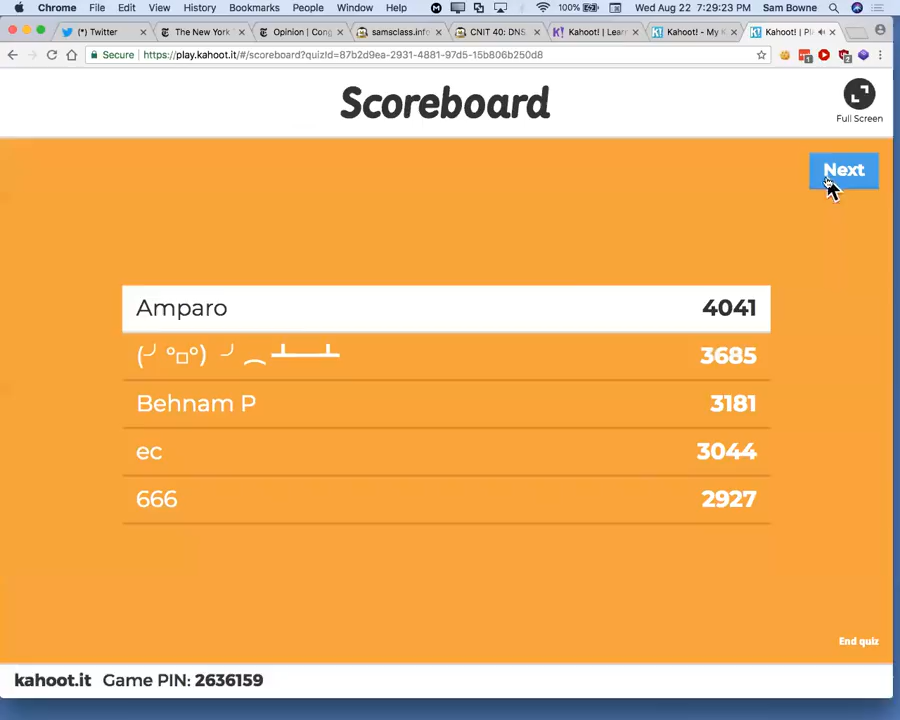 Chrome File Edit View History Bookmarks People Window Help 100% Wed Aug 22 7:29:23 PM Sam Bowne
(*) Twitter The New York Opinion | Cong samsclass.info CNIT 40: DNS Kahoot! | Lear Kahoot! - My K Kahoot! | Pl
Secure https://play.kahoot.it/#/scoreboard?quizId=87b2d9ea-2931-4881-97d5-15b806b250d8
Scoreboard
Full Screen
Next
Amparo 4041
(╯°□°) ╯ ︵ ┻━┻ 3685
Behnam P 3181
ec 3044
666 2927
End quiz
kahoot.it Game PIN: 2636159